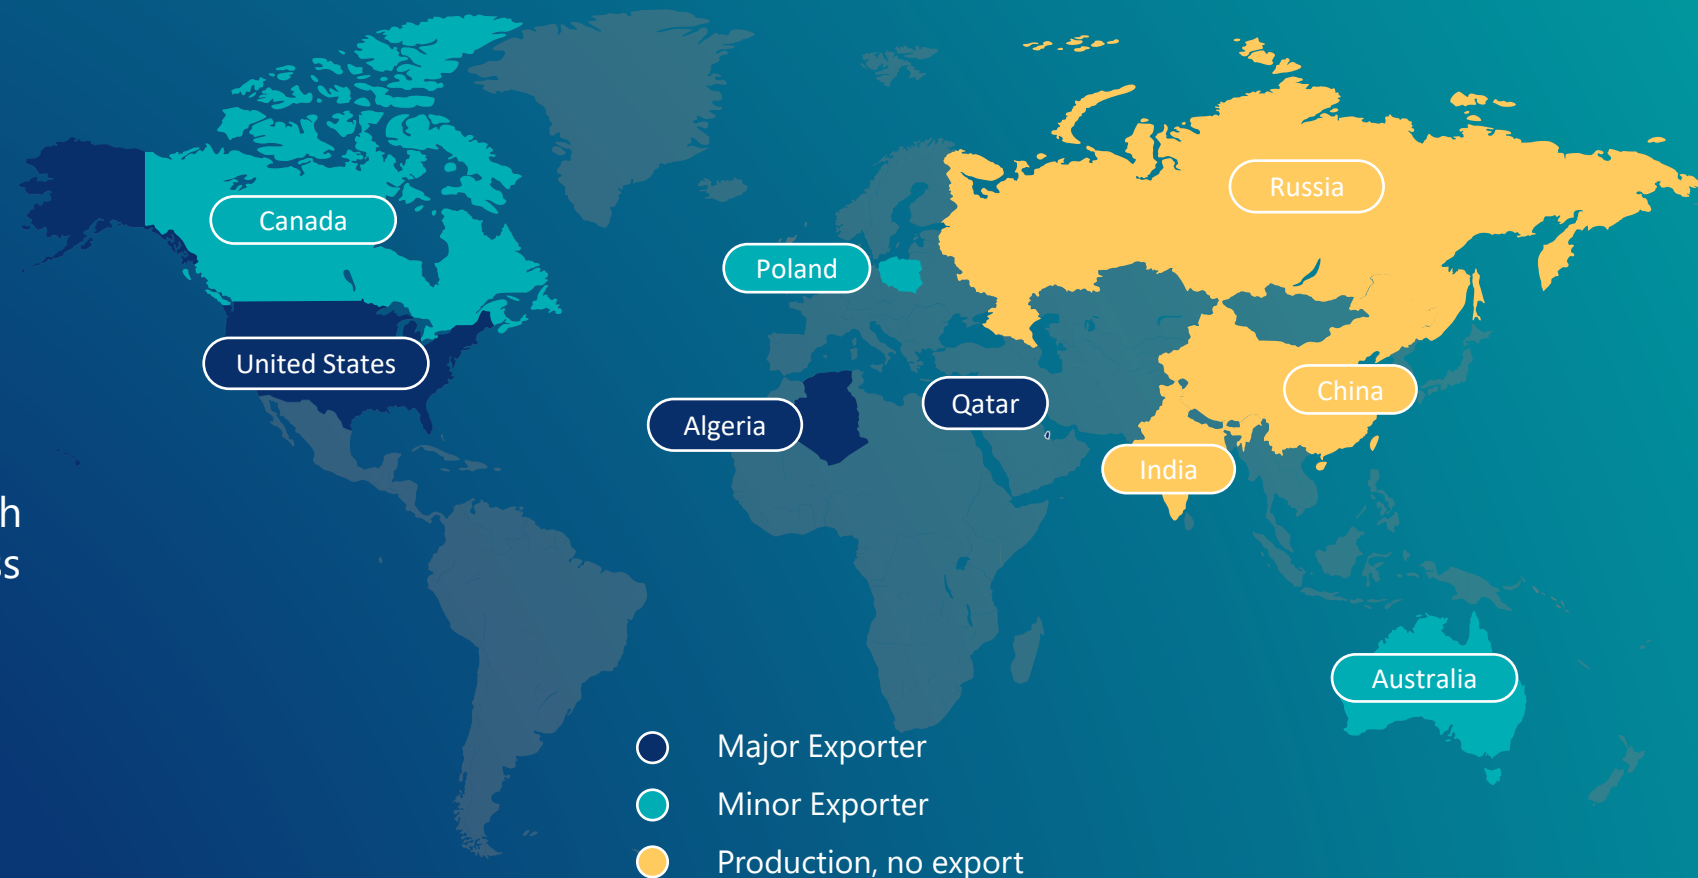 Canada
Russia
Poland
United States
China
Qatar
Algeria
India
Australia
Major Exporter
Minor Exporter
Production, no export